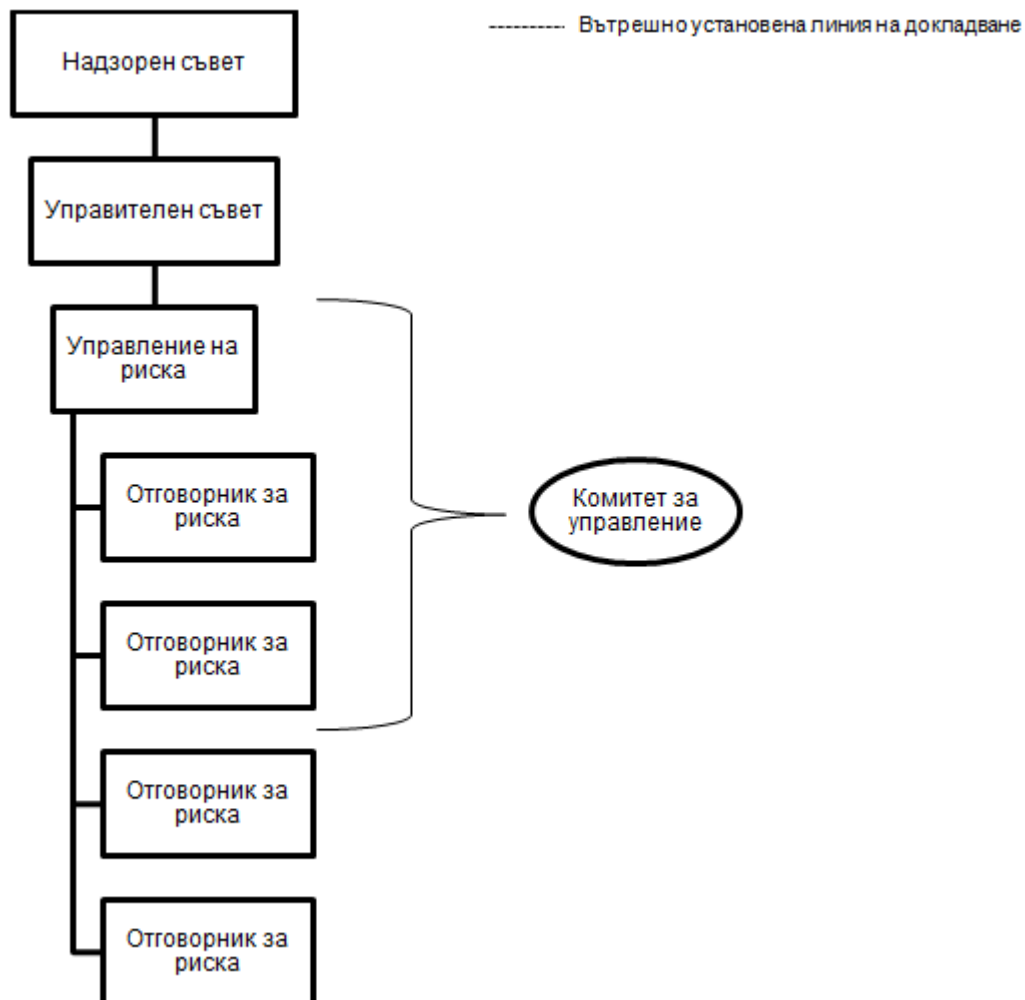 Вътрешно установена линия на докладване
Надзорен съвет
Управителен съвет
Управление на
риска
Отговорник за
риска
Комитет за
управление
Отговорник за
риска
Отговорник за
риска
Отговорник за
риска